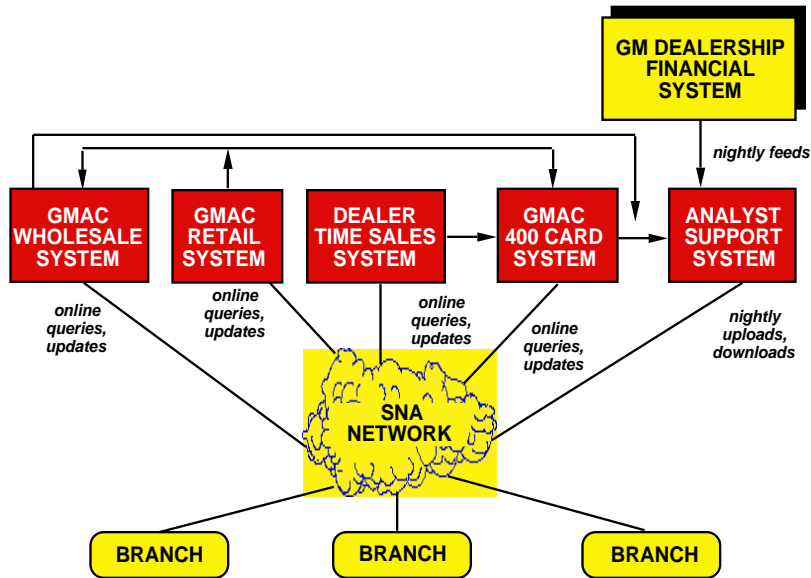 GM DEALERSHIP
FINANCIAL
SYSTEM
nightly feeds
GMAC
WHOLESALE
SYSTEM
GMAC
RETAIL
SYSTEM
DEALER
TIME SALES
SYSTEM
GMAC
400 CARD
SYSTEM
ANALYST
SUPPORT
SYSTEM
online
queries,
updates
online
queries,
updates
online
queries,
updates
online
queries,
updates
nightly
uploads,
downloads
SNA
NETWORK
BRANCH
BRANCH
BRANCH